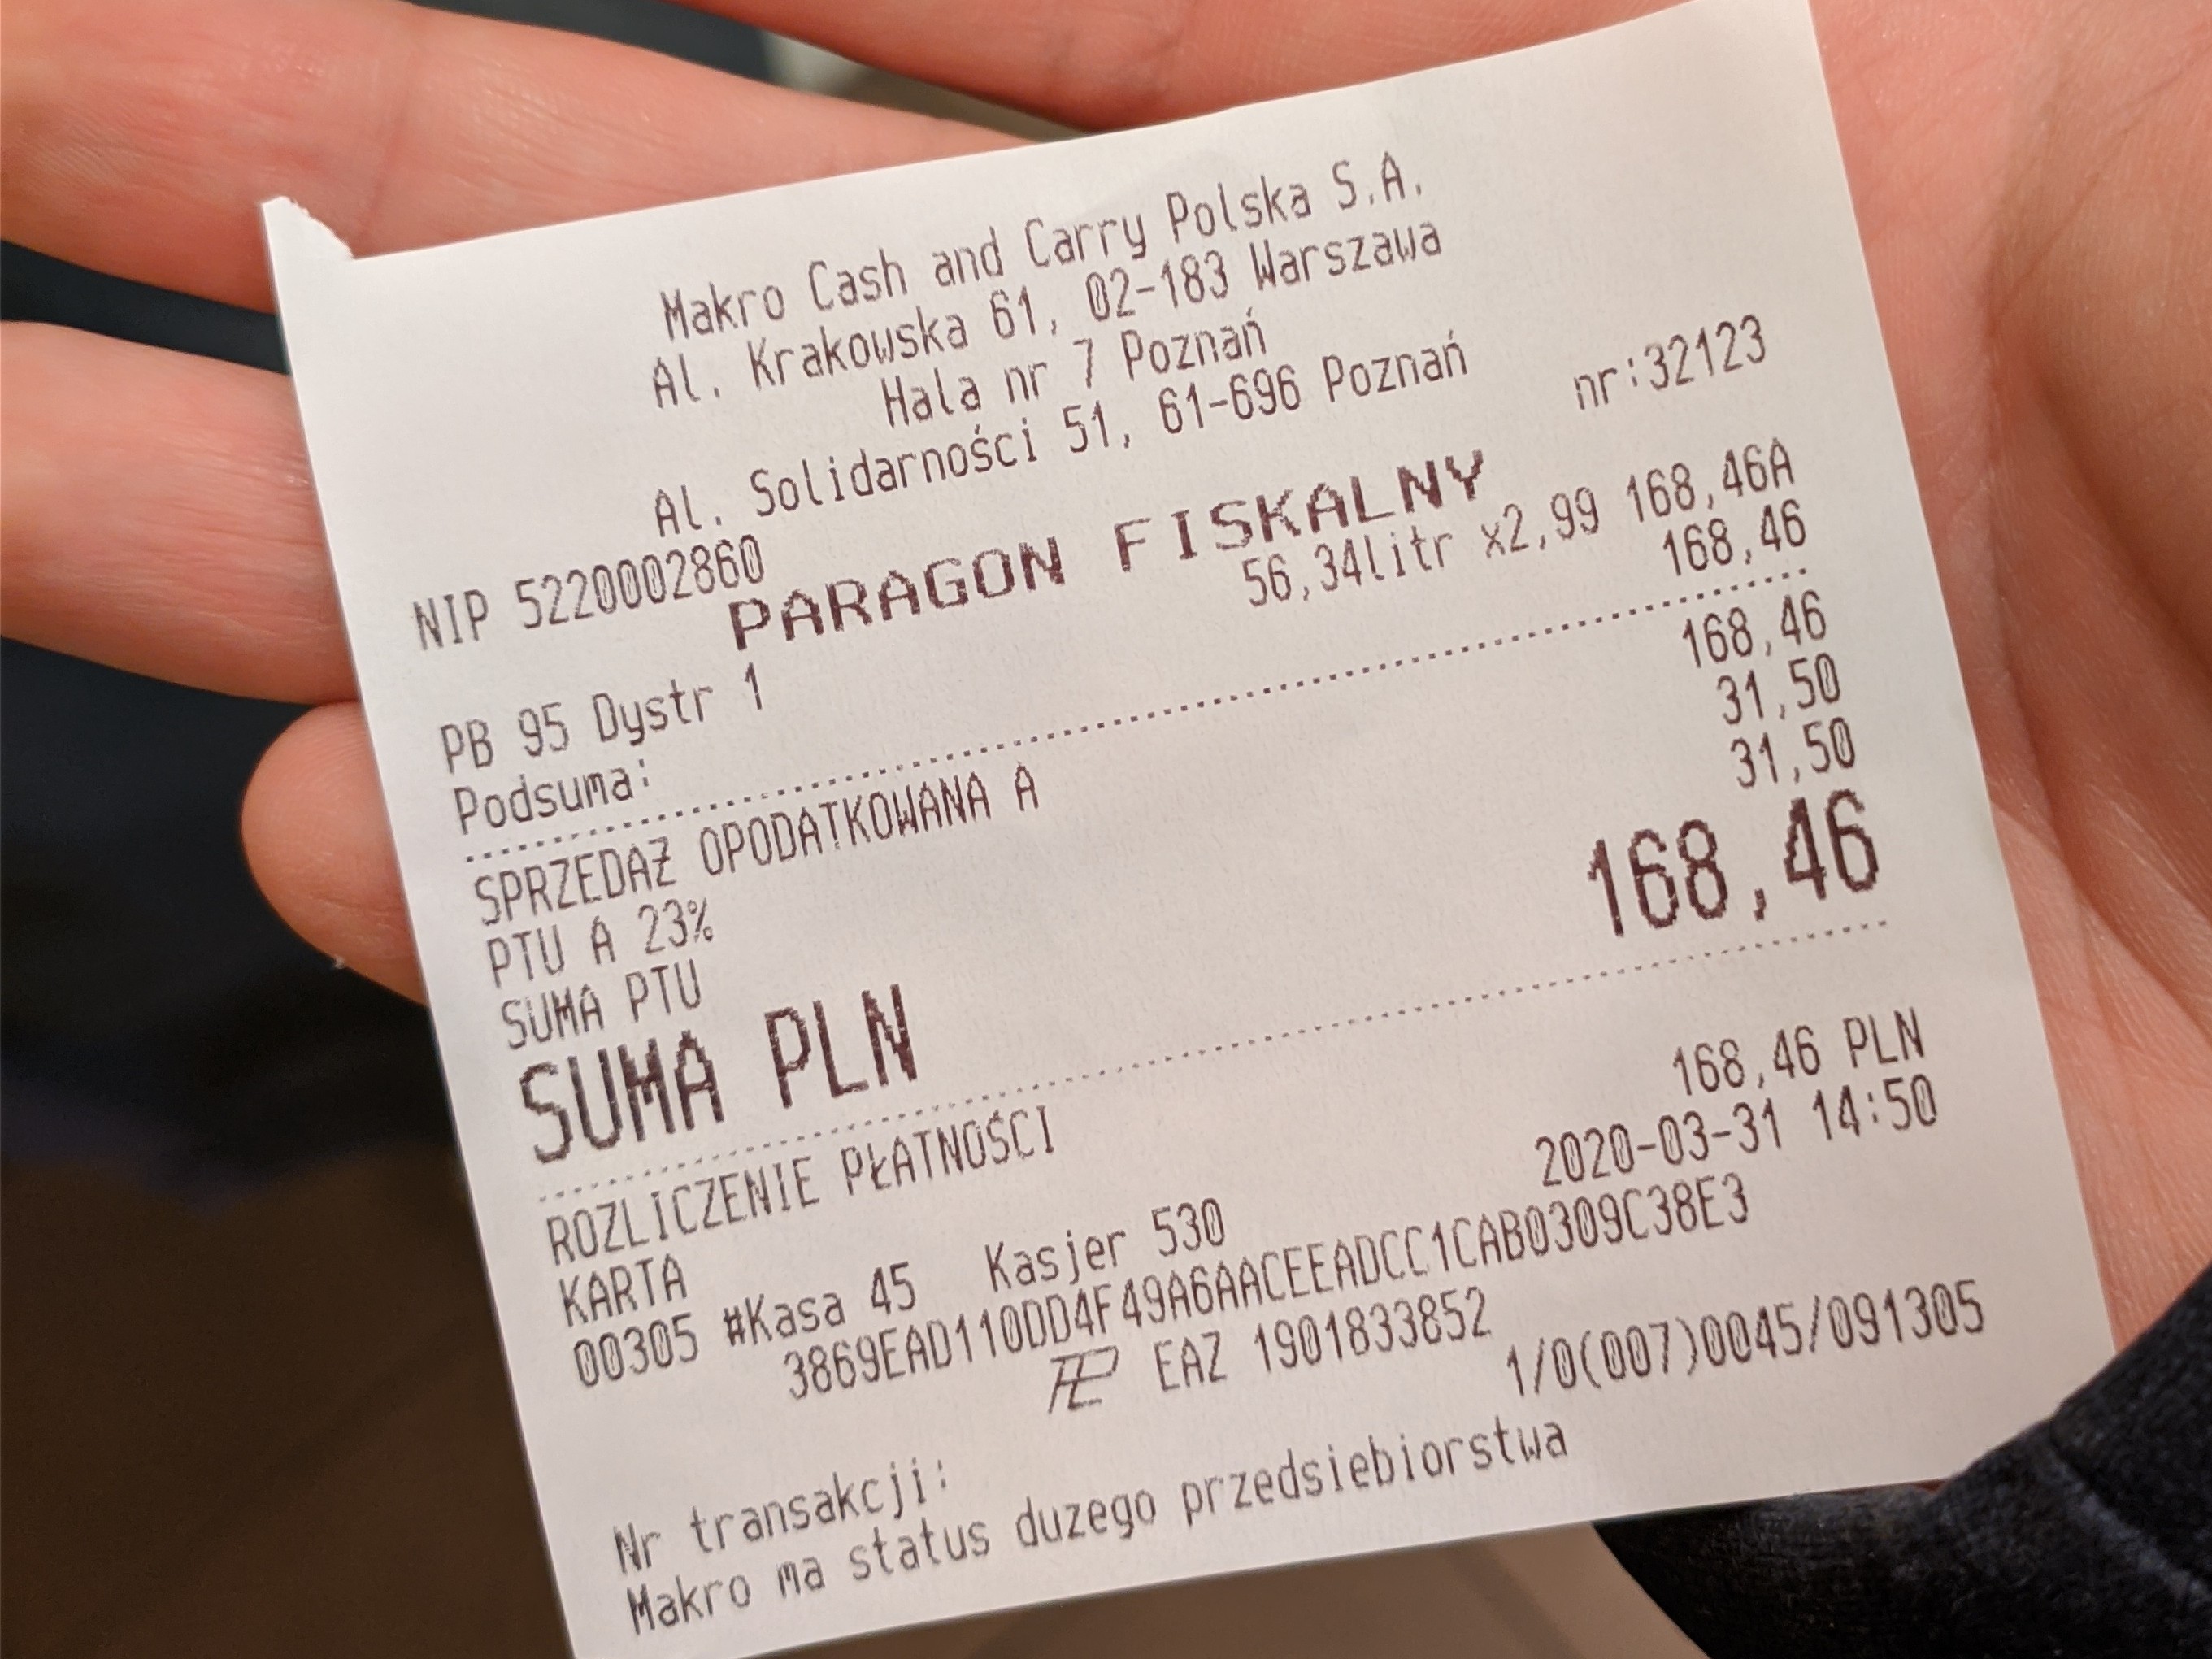 Makro Cash and Carry Polska S.A.
Al. Krakowska 61, 02-183 Warszawa
Hala nr 7 Poznań
Al. Solidarności 51, 61-696 Poznań
NIP 5220002860 nr:32123
PARAGON FISKALNY
PB 95 Dystr 1 56,34litr x2,99 168,46A
Podsuma: 168,46
SPRZEDAŻ OPODATKOWANA A 168,46
PTU A 23% 31,50
SUMA PTU 31,50
SUMA PLN 168,46
ROZLICZENIE PŁATNOŚCI
KARTA 168,46 PLN
00305 #Kasa 45 Kasjer 530 2020-03-31 14:50
3869EAD110DD4F49A6AACEEADCC1CAB0309C38E3
EAZ 1901833852
Nr transakcji: 1/0(007)0045/091305
Makro ma status duzego przedsiebiorstwa